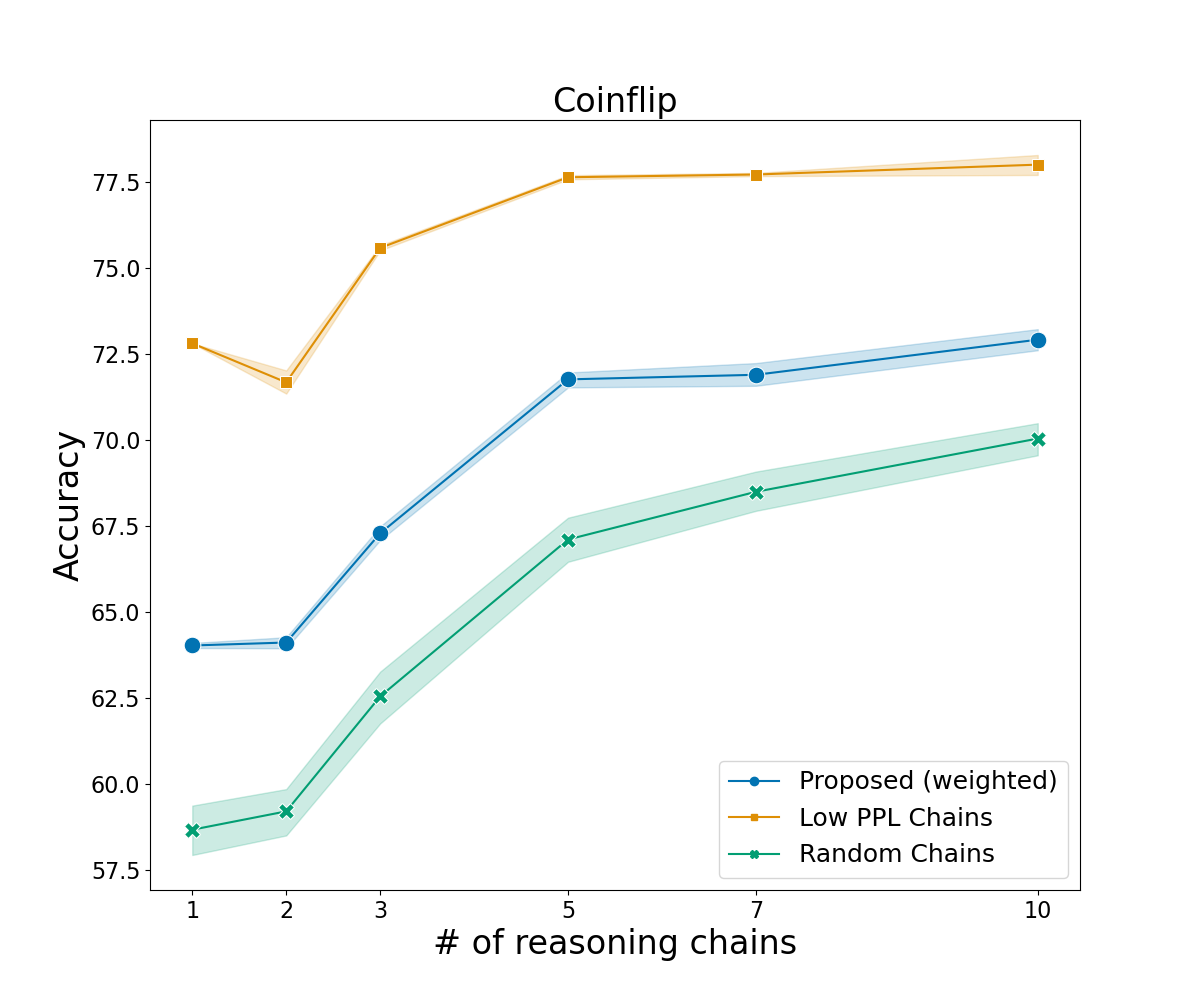 Coinflip
Accuracy
77.5
75.0
72.5
70.0
67.5
65.0
62.5
60.0
57.5
Proposed (weighted)
Low PPL Chains
Random Chains
1 2 3 5 7 10
# of reasoning chains